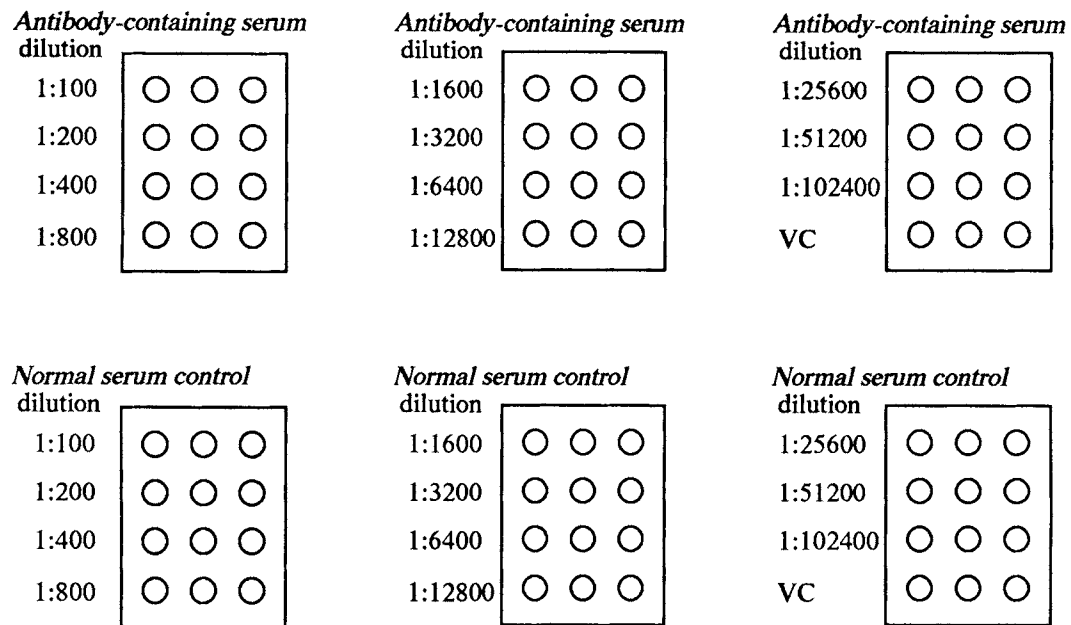 Antibody-containing serum
dilution
1:100
1:200
1:400
1:800
Antibody-containing serum
dilution
1:1600
1:3200
1:6400
1:12800
Antibody-containing serum
dilution
1:25600
1:51200
1:102400
VC
Normal serum control
dilution
1:100
1:200
1:400
1:800
Normal serum control
dilution
1:1600
1:3200
1:6400
1:12800
Normal serum control
dilution
1:25600
1:51200
1:102400
VC